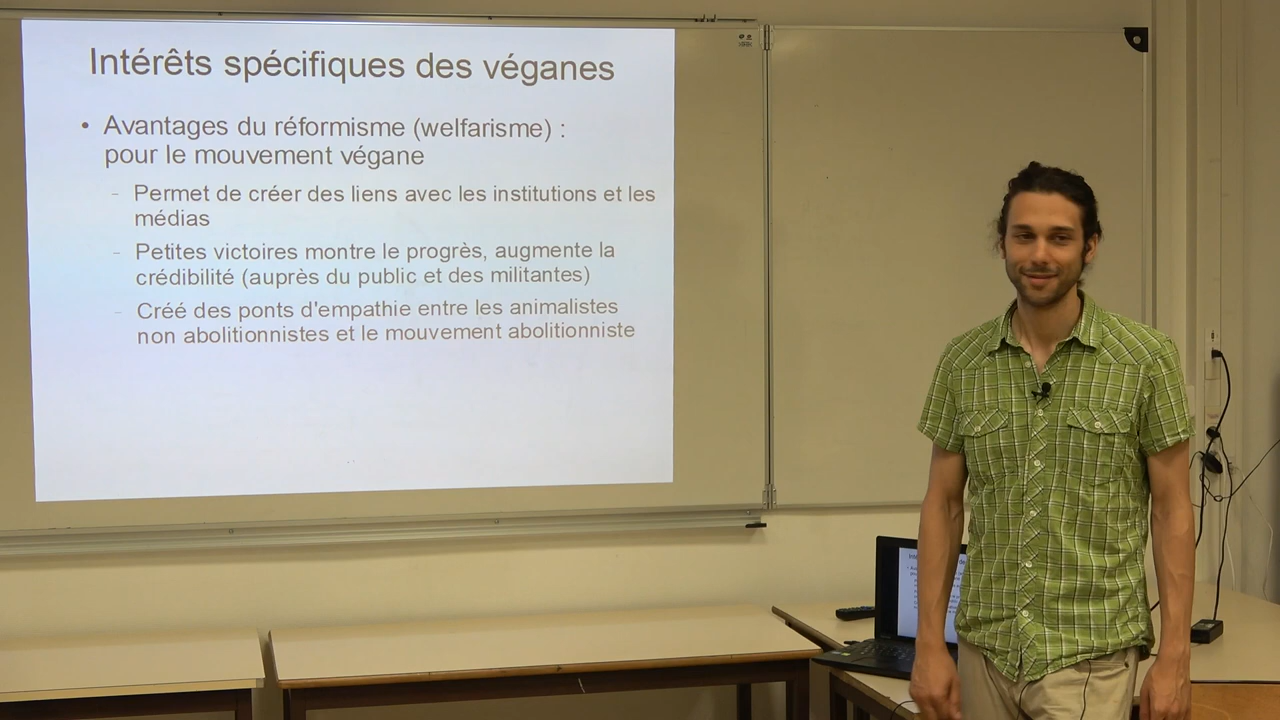 Intérêts spécifiques des véganes
• Avantages du réformisme (welfarisme) :
pour le mouvement végane
- Permet de créer des liens avec les institutions et les
médias
- Petites victoires montre le progrès, augmente la
crédibilité (auprès du public et des militantes)
- Créé des ponts d'empathie entre les animalistes
non abolitionnistes et le mouvement abolitionniste